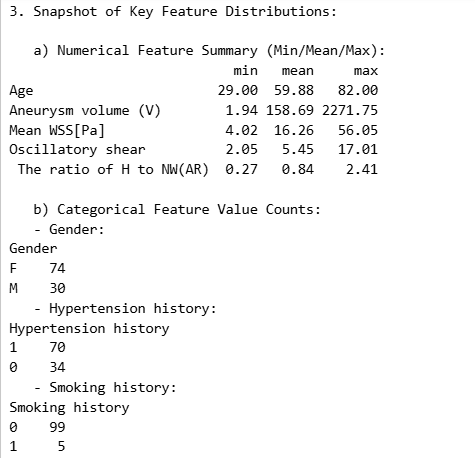 3. Snapshot of Key Feature Distributions:
a) Numerical Feature Summary (Min/Mean/Max):
min mean max
Age 29.00 59.88 82.00
Aneurysm volume (V) 1.94 158.69 2271.75
Mean WSS[Pa] 4.02 16.26 56.05
Oscillatory shear 2.05 5.45 17.01
The ratio of H to NW(AR) 0.27 0.84 2.41
b) Categorical Feature Value Counts:
- Gender:
Gender
F 74
M 30
- Hypertension history:
Hypertension history
1 70
0 34
- Smoking history:
Smoking history
0 99
1 5